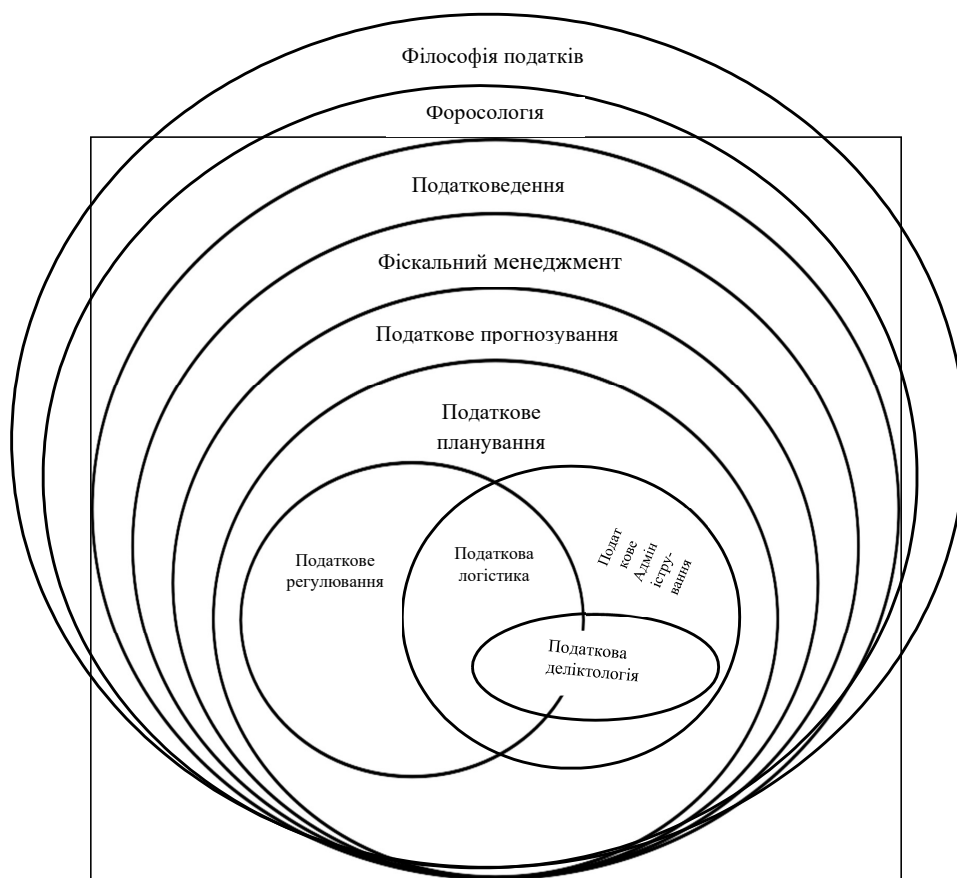 Філософія податків
Форосологія
Податковедення
Фіскальний менеджмент
Податкове прогнозування
Податкове
планування
Податкове
регулювання
Податкова
логістика
Подат
кове
Адмін
істру-
вання
Податкова
деліктологія